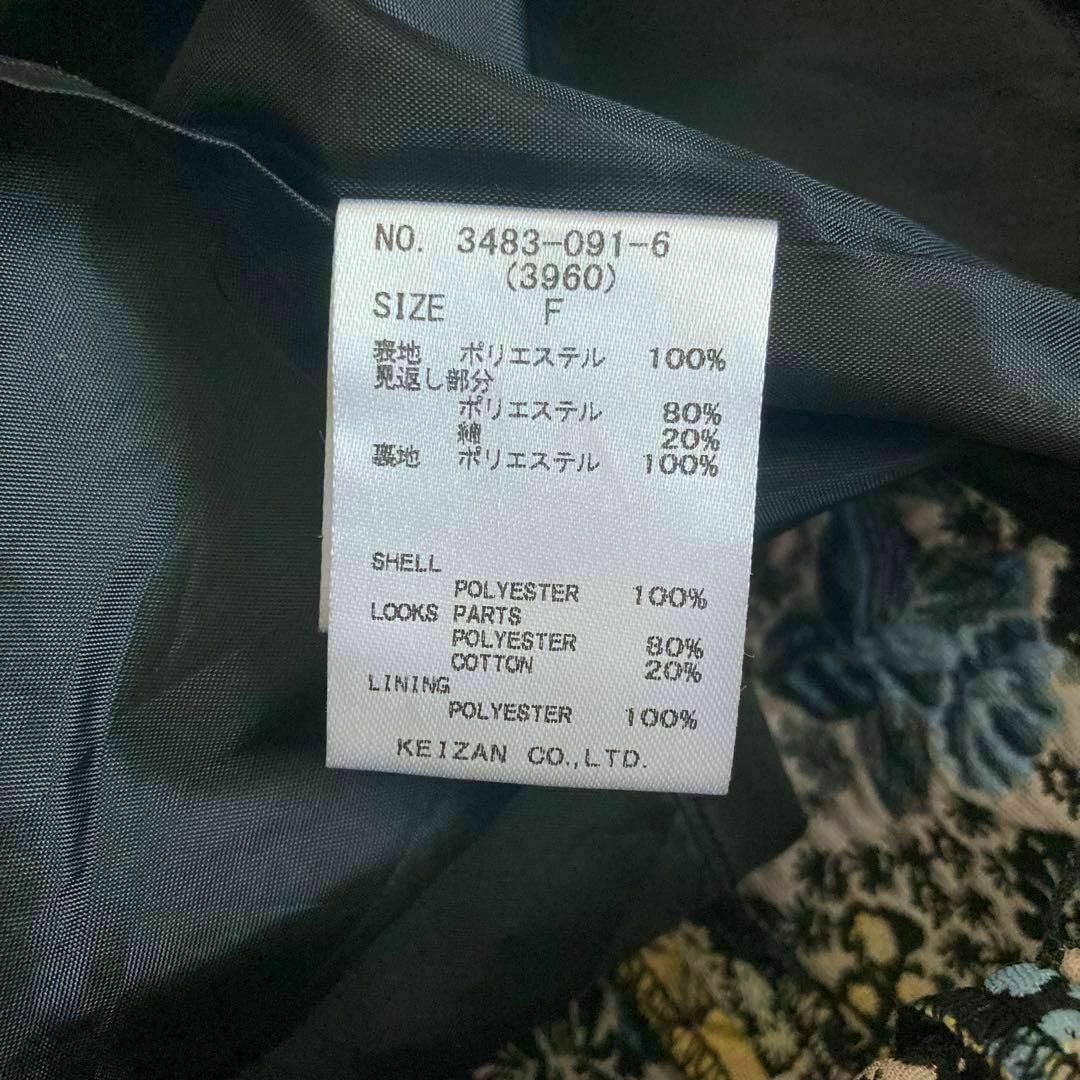 NO. 3483-091-6
(3960)
SIZE F
表地 ポリエステル 100%
見返し部分
ポリエステル 80%
綿 20%
裏地 ポリエステル 100%
SHELL
POLYESTER 100%
LOOKS PARTS
POLYESTER 80%
COTTON 20%
LINING
POLYESTER 100%
KEIZAN CO.,LTD.